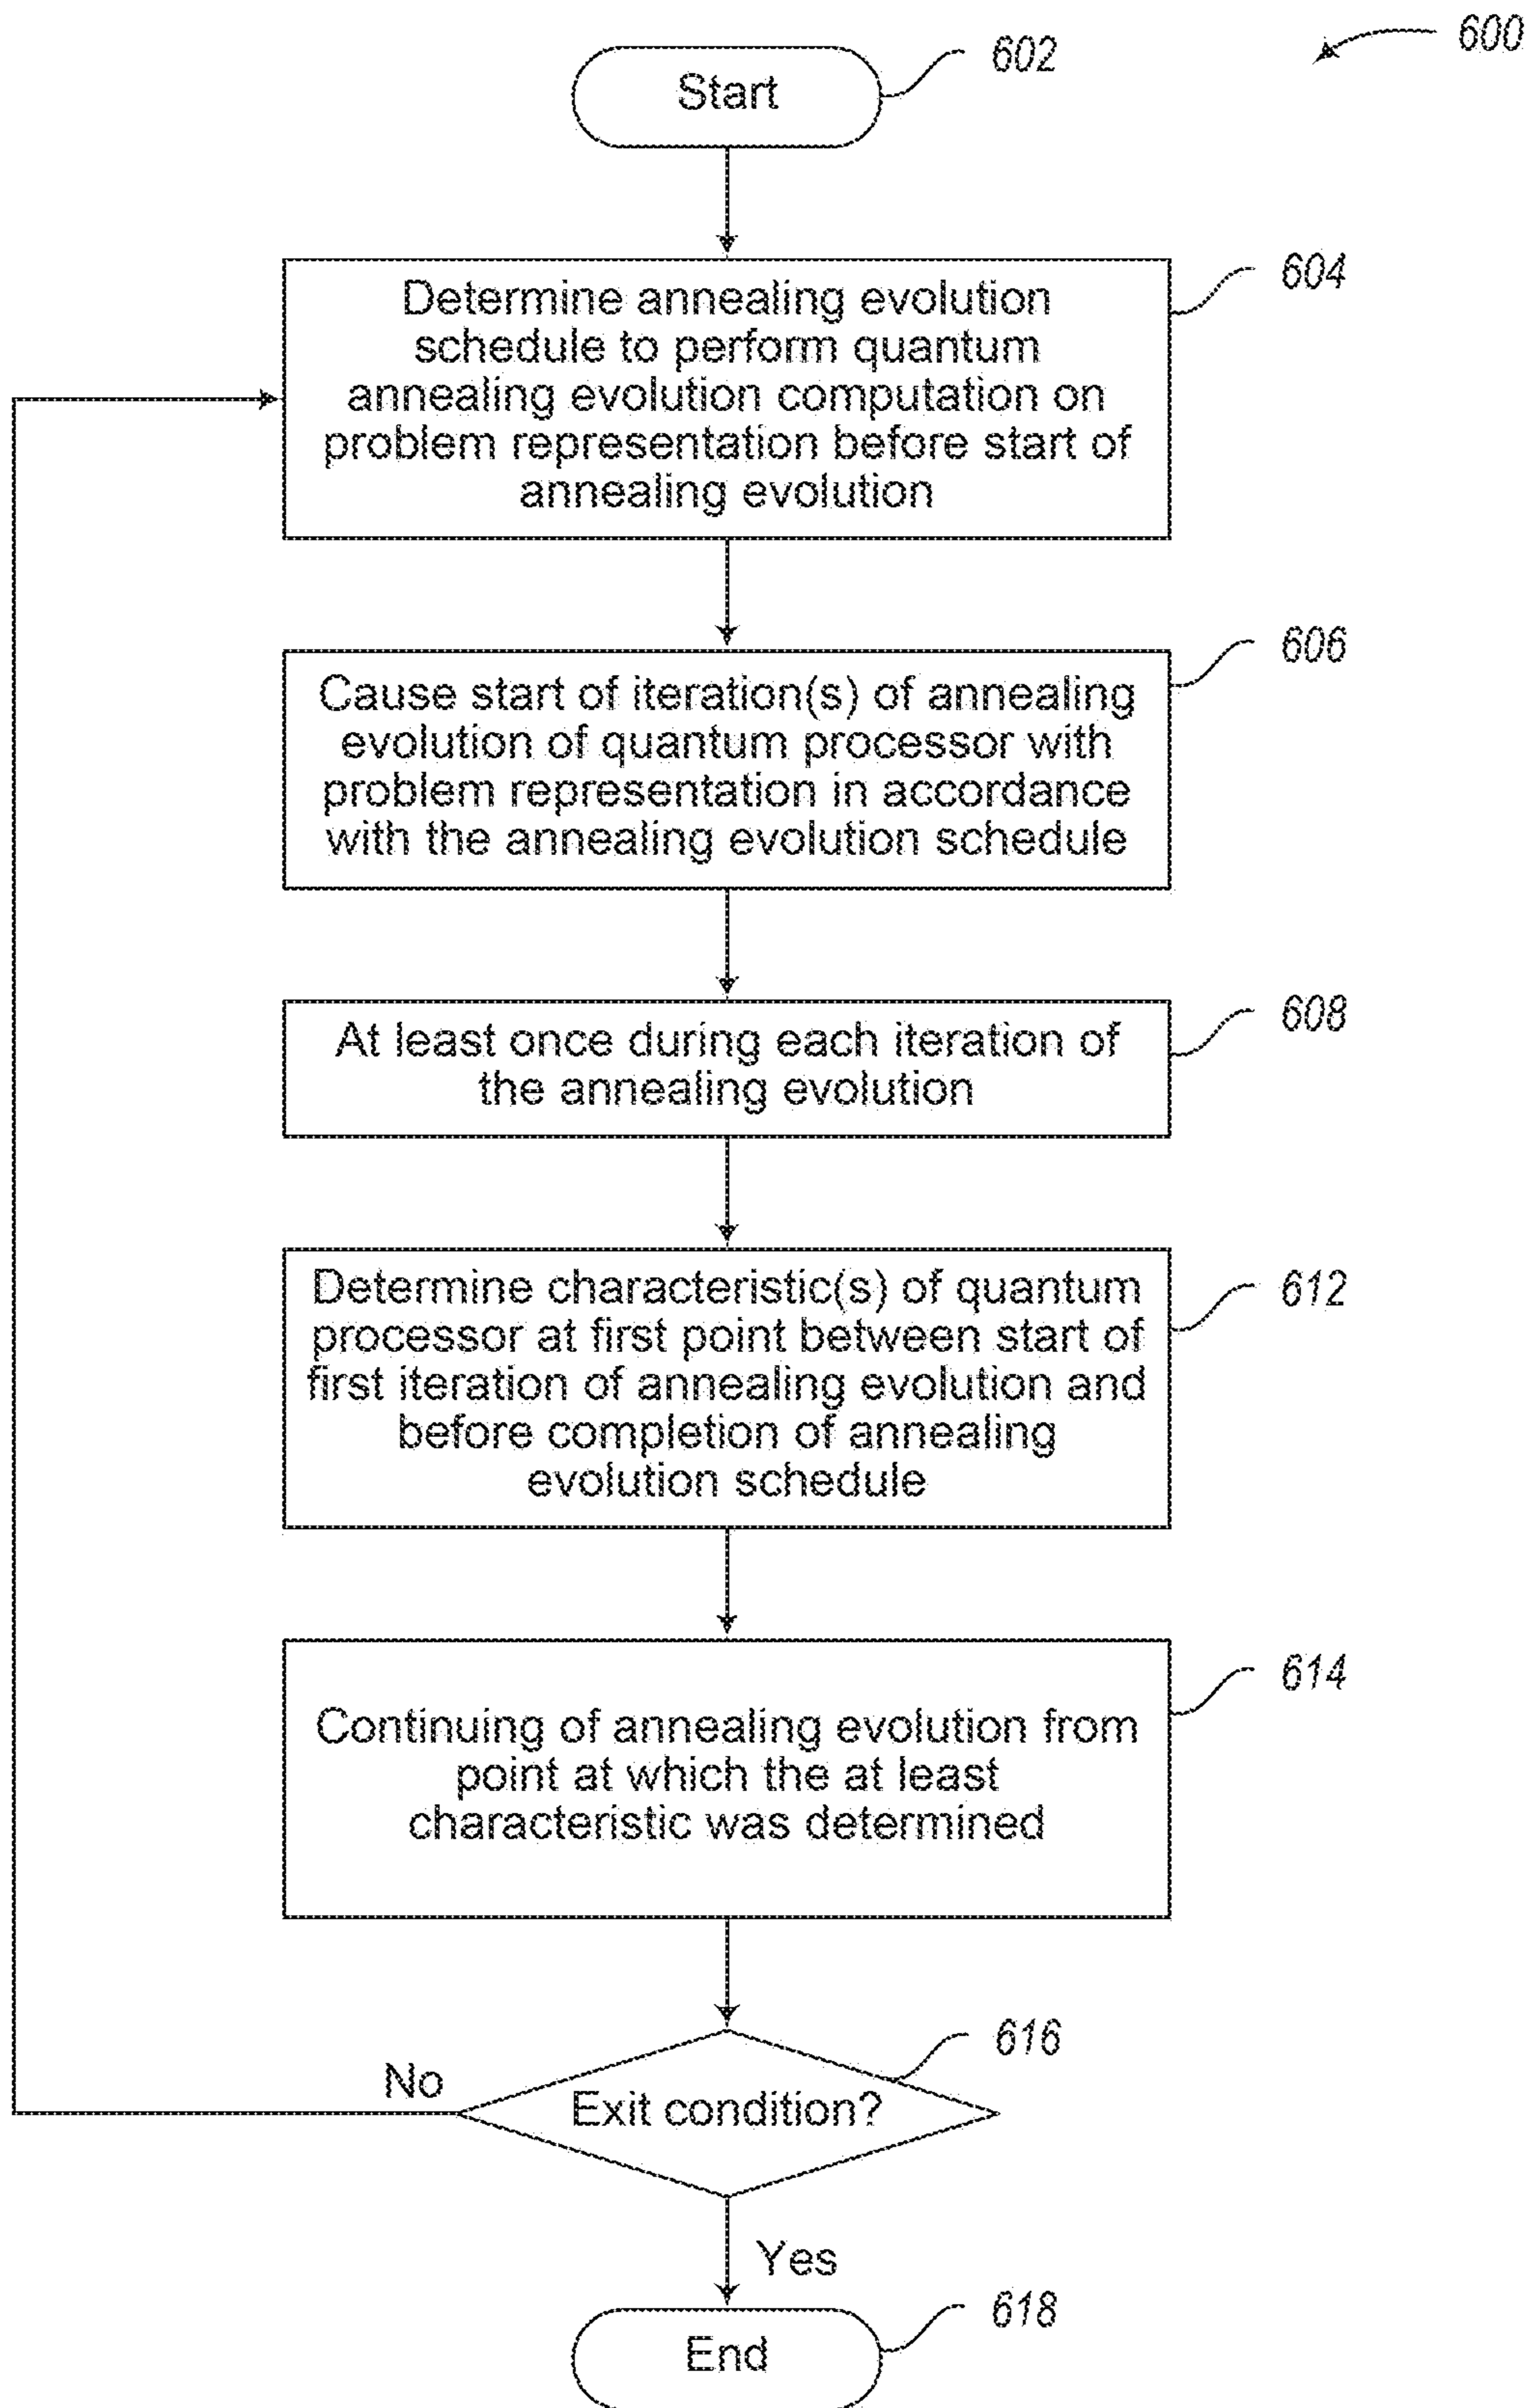 600
602
Start
604
Determine annealing evolution
schedule to perform quantum
annealing evolution computation on
problem representation before start of
annealing evolution
606
Cause start of iteration(s) of annealing
evolution of quantum processor with
problem representation in accordance
with the annealing evolution schedule
608
At least once during each iteration of
the annealing evolution
612
Determine characteristic(s) of quantum
processor at first point between start of
first iteration of annealing evolution and
before completion of annealing
evolution schedule
614
Continuing of annealing evolution from
point at which the at least
characteristic was determined
616
No
Exit condition?
Yes
618
End